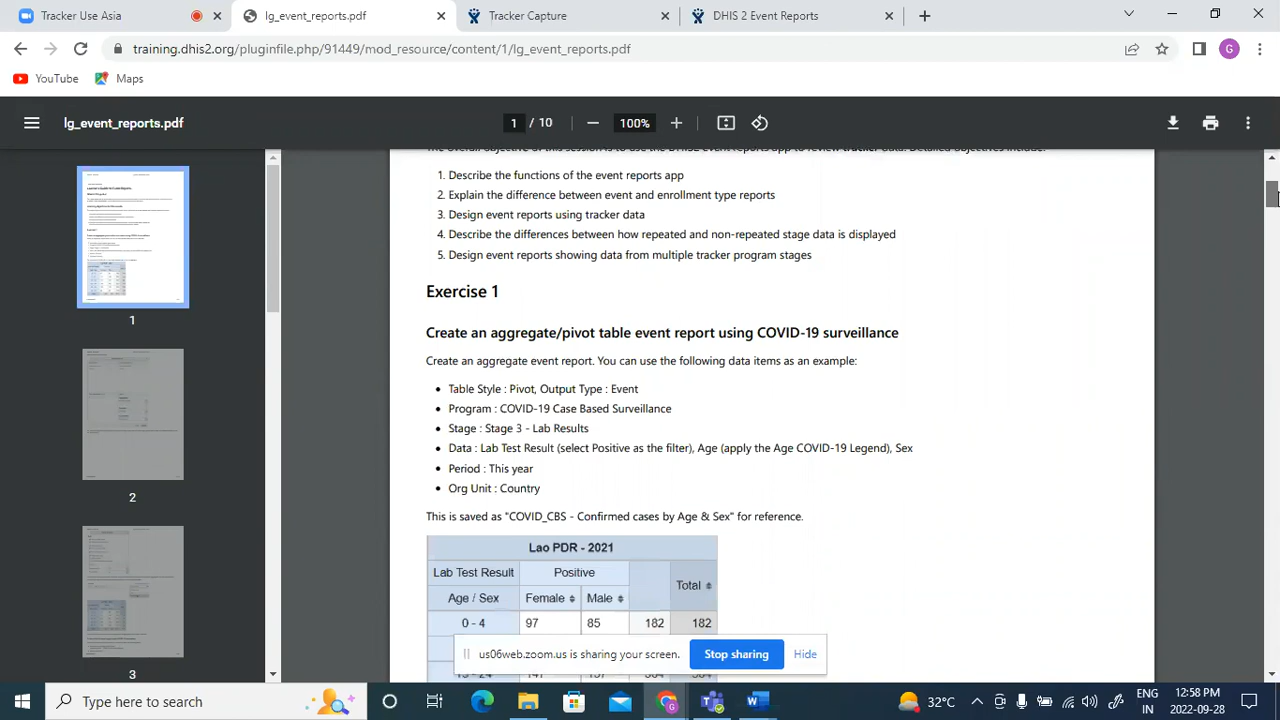 Tracker Use Asia
lg_event_reports.pdf
Tracker Capture
DHIS 2 Event Reports
training.dhis2.org/pluginfile.php/91449/mod_resource/content/1/lg_event_reports.pdf
G
YouTube
Maps
lg_event_reports.pdf
1 / 10
100%
1. Describe the functions of the event reports app
2. Explain the difference between event and enrollment type reports
3. Design event reports using tracker data
4. Describe the differences between how repeated and non-repeated stage data is displayed
5. Design event reports showing data from multiple tracker program stages
Exercise 1
Create an aggregate/pivot table event report using COVID-19 surveillance
Create an aggregate event report. You can use the following data items as an example:
• Table Style : Pivot, Output Type : Event
• Program : COVID-19 Case Based Surveillance
• Stage : Stage 3 - Lab Results
• Data : Lab Test Result (select Positive as the filter), Age (apply the Age COVID-19 Legend), Sex
• Period : This year
• Org Unit : Country
This is saved as "COVID_CBS - Confirmed cases by Age & Sex" for reference.
Lao PDR - 2021
Lab Test Result Positive Total
Age / Sex Female Male
0 - 4 97 85 182 182
1
2
3
us06web.zoom.us is sharing your screen.
Stop sharing
Hide
Type here to search
32°C
ENG
IN
12:58 PM
2022-09-28